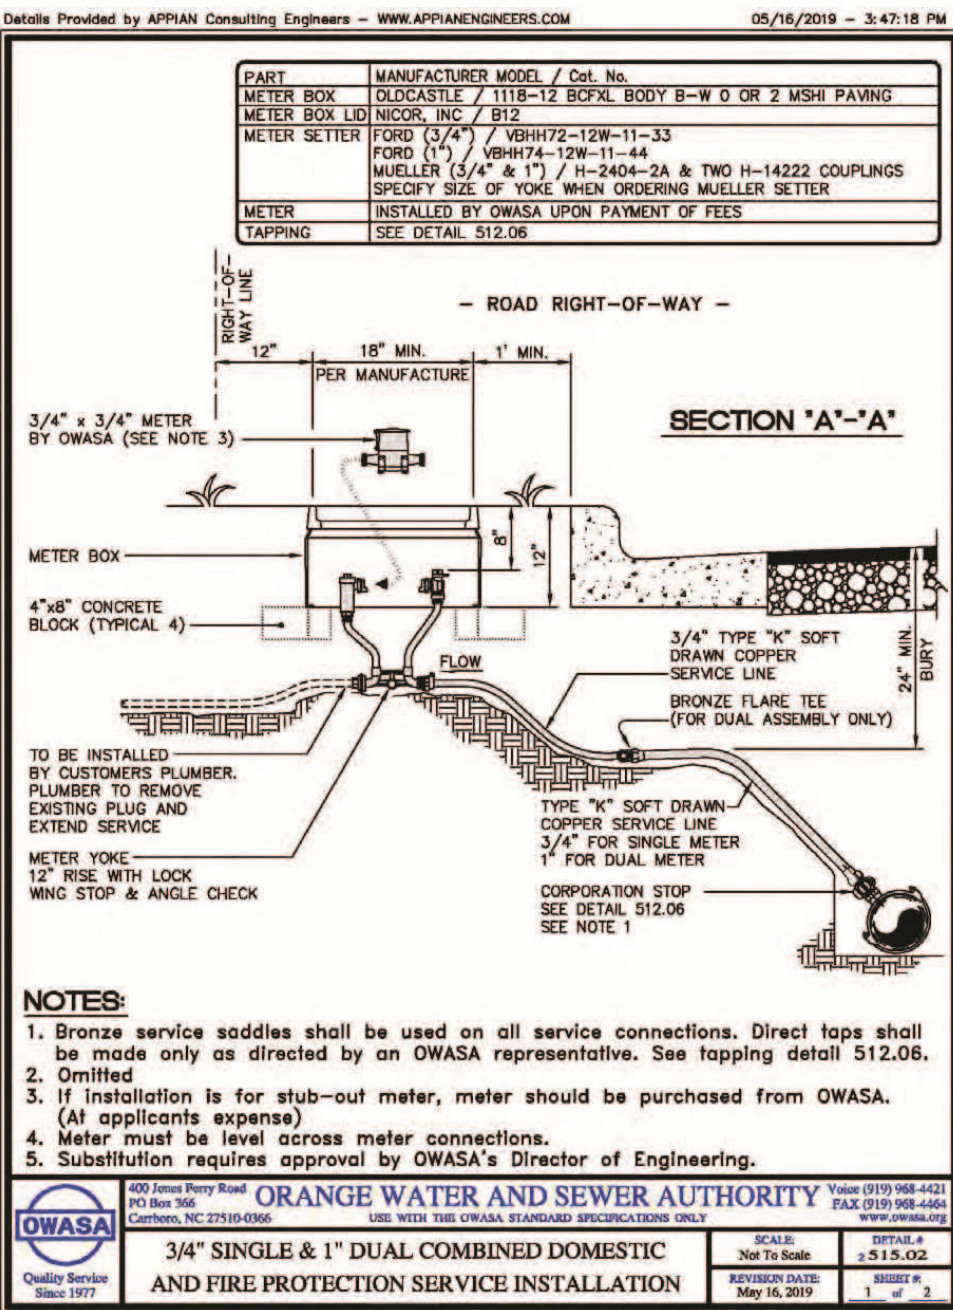 Details Provided by APPIAN Consulting Engineers - WWW.APPIANENGINEERS.COM 05/16/2019 - 3:47:18 PM
PART MANUFACTURER MODEL / Cat. No.
METER BOX OLDCASTLE / 1118-12 BCFXL BODY B-W 0 OR 2 MSHI PAVING
METER BOX LID NICOR, INC / B12
METER SETTER FORD (3/4") / VBHH72-12W-11-33
FORD (1") / VBHH74-12W-11-44
MUELLER (3/4" & 1") / H-2404-2A & TWO H-14222 COUPLINGS
SPECIFY SIZE OF YOKE WHEN ORDERING MUELLER SETTER
METER INSTALLED BY OWASA UPON PAYMENT OF FEES
TAPPING SEE DETAIL 512.06
RIGHT-OF-
WAY LINE
- ROAD RIGHT-OF-WAY -
12" 18" MIN. 1' MIN.
PER MANUFACTURE
3/4" x 3/4" METER
BY OWASA (SEE NOTE 3)
SECTION "A"-"A"
METER BOX
8"
12"
4"x8" CONCRETE
BLOCK (TYPICAL 4)
FLOW
3/4" TYPE "K" SOFT
DRAWN COPPER
SERVICE LINE
24" MIN.
BURY
BRONZE FLARE TEE
(FOR DUAL ASSEMBLY ONLY)
TO BE INSTALLED
BY CUSTOMERS PLUMBER.
PLUMBER TO REMOVE
EXISTING PLUG AND
EXTEND SERVICE
TYPE "K" SOFT DRAWN
COPPER SERVICE LINE
3/4" FOR SINGLE METER
1" FOR DUAL METER
METER YOKE
12" RISE WITH LOCK
WING STOP & ANGLE CHECK
CORPORATION STOP
SEE DETAIL 512.06
SEE NOTE 1
NOTES:
1. Bronze service saddles shall be used on all service connections. Direct taps shall
be made only as directed by an OWASA representative. See tapping detail 512.06.
2. Omitted
3. If installation is for stub-out meter, meter should be purchased from OWASA.
(At applicants expense)
4. Meter must be level across meter connections.
5. Substitution requires approval by OWASA's Director of Engineering.
OWASA
Quality Service
Since 1977
400 Jones Ferry Road
PO Box 366
Carrboro, NC 27510-0366
ORANGE WATER AND SEWER AUTHORITY
USE WITH THE OWASA STANDARD SPECIFICATIONS ONLY
Voice (919) 968-4421
FAX (919) 968-4464
www.owasa.org
3/4" SINGLE & 1" DUAL COMBINED DOMESTIC
AND FIRE PROTECTION SERVICE INSTALLATION
SCALE:
Not To Scale
DETAIL #
2 515.02
REVISION DATE:
May 16, 2019
SHEET #:
1 of 2